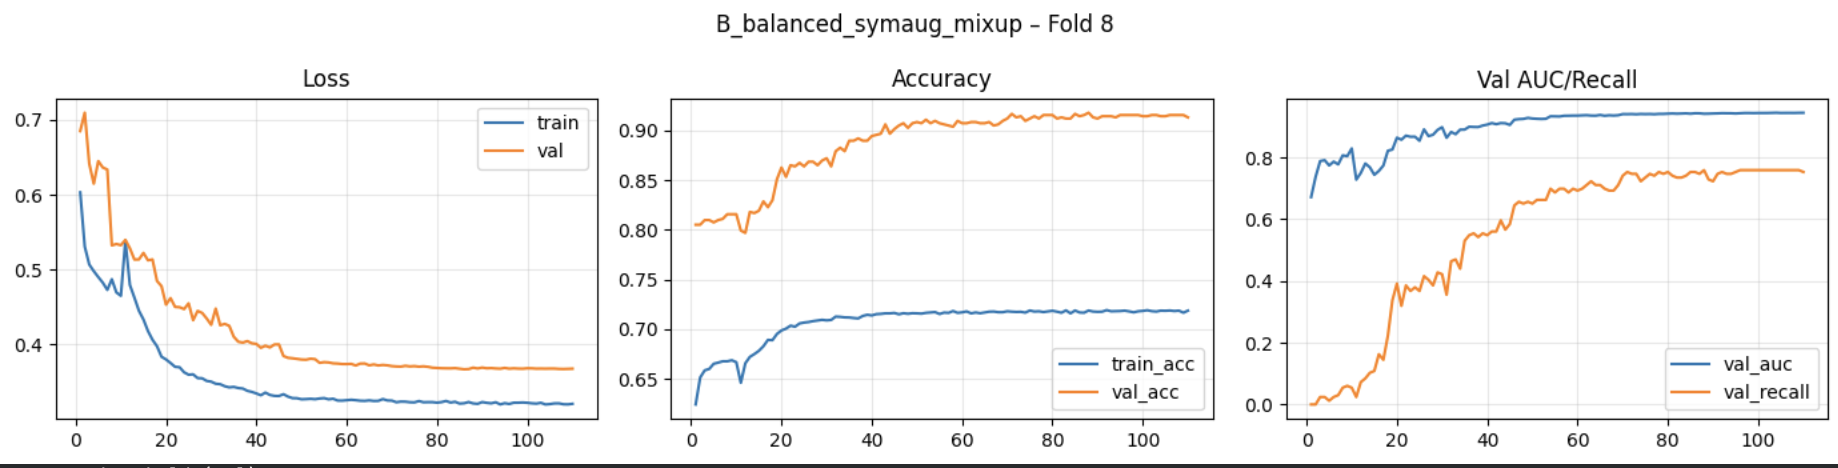 B_balanced_symaug_mixup – Fold 8
Loss
0.7
0.6
0.5
0.4
0 20 40 60 80 100
train
val
Accuracy
0.90
0.85
0.80
0.75
0.70
0.65
0 20 40 60 80 100
train_acc
val_acc
Val AUC/Recall
0.8
0.6
0.4
0.2
0.0
0 20 40 60 80 100
val_auc
val_recall